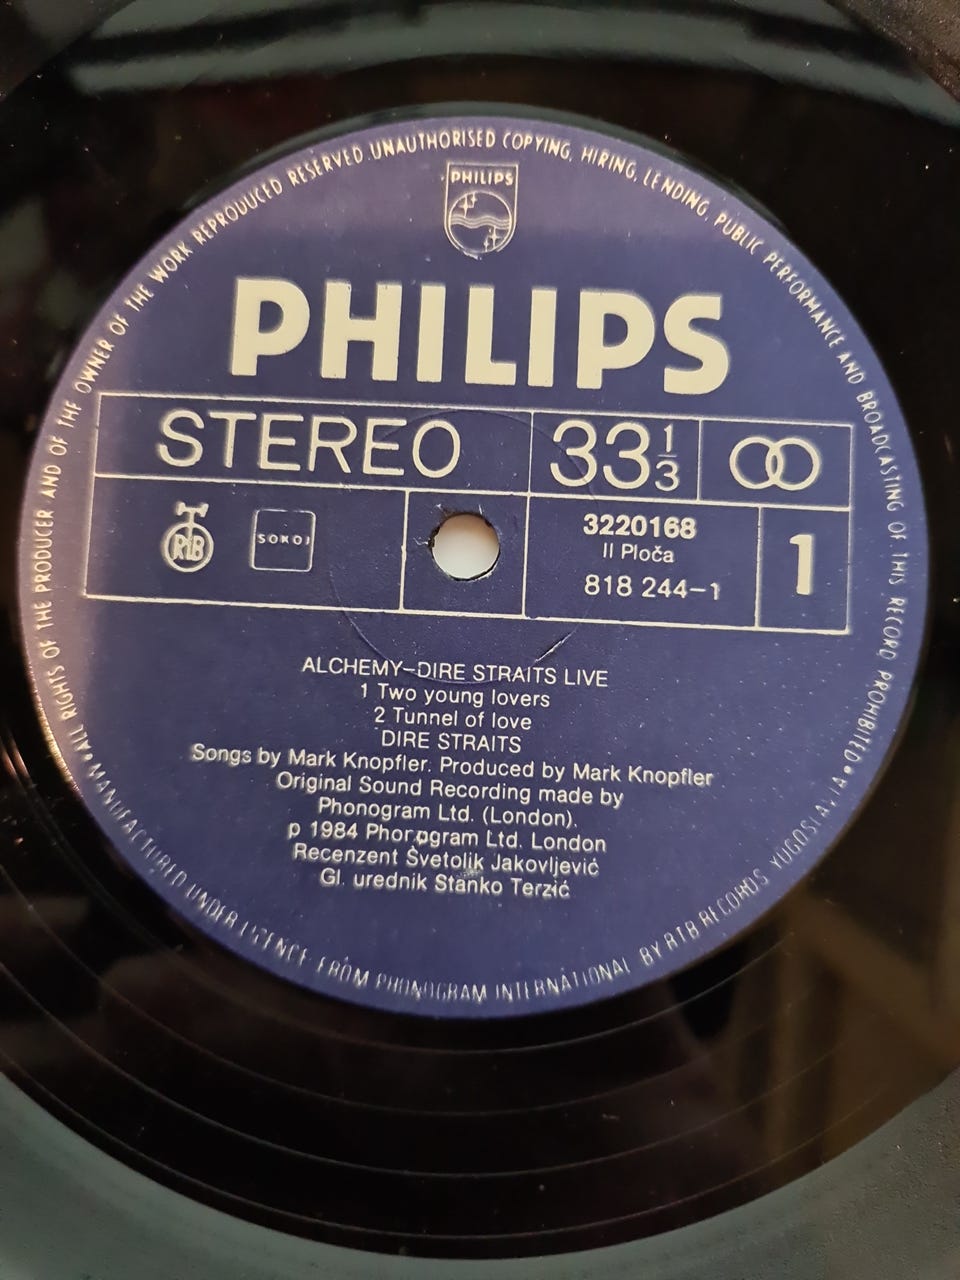 ALL RIGHTS OF THE PRODUCER AND OF THE OWNER OF THE WORK REPRODUCED RESERVED. UNAUTHORISED COPYING, HIRING, LENDING, PUBLIC PERFORMANCE AND BROADCASTING OF THIS RECORD PROHIBITED •
PHILIPS
PHILIPS
STEREO
33 1/3
RTB
SOKOJ
3220168
II Ploča
818 244-1
1
ALCHEMY–DIRE STRAITS LIVE
1 Two young lovers
2 Tunnel of love
DIRE STRAITS
Songs by Mark Knopfler. Produced by Mark Knopfler
Original Sound Recording made by
Phonogram Ltd. (London).
p 1984 Phonogram Ltd. London
Recenzent Svetolik Jakovljević
Gl. urednik Stanko Terzić
• MANUFACTURED UNDER LICENCE FROM PHONOGRAM INTERNATIONAL BY RTB RECORDS YUGOSLAVIA